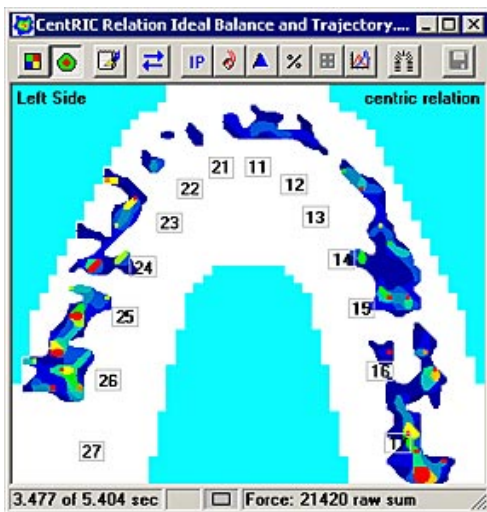 CentRIC Relation Ideal Balance and Trajectory....
IP %
Left Side centric relation
21 11
22 12
23 13
24 14
25 15
26 16
27
3.477 of 5.404 sec Force: 21420 raw sum